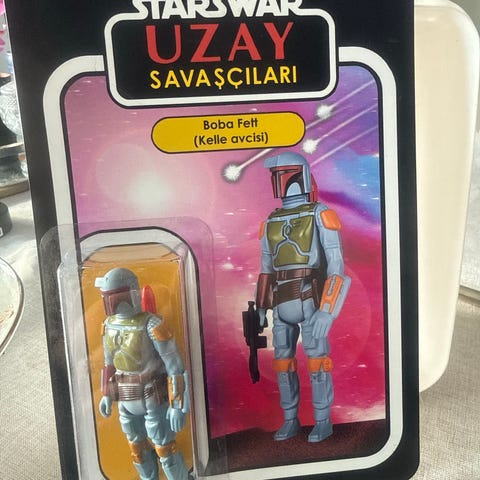 STARSWAR
UZAY
SAVAŞÇILARI
Boba Fett
(Kelle avcisi)